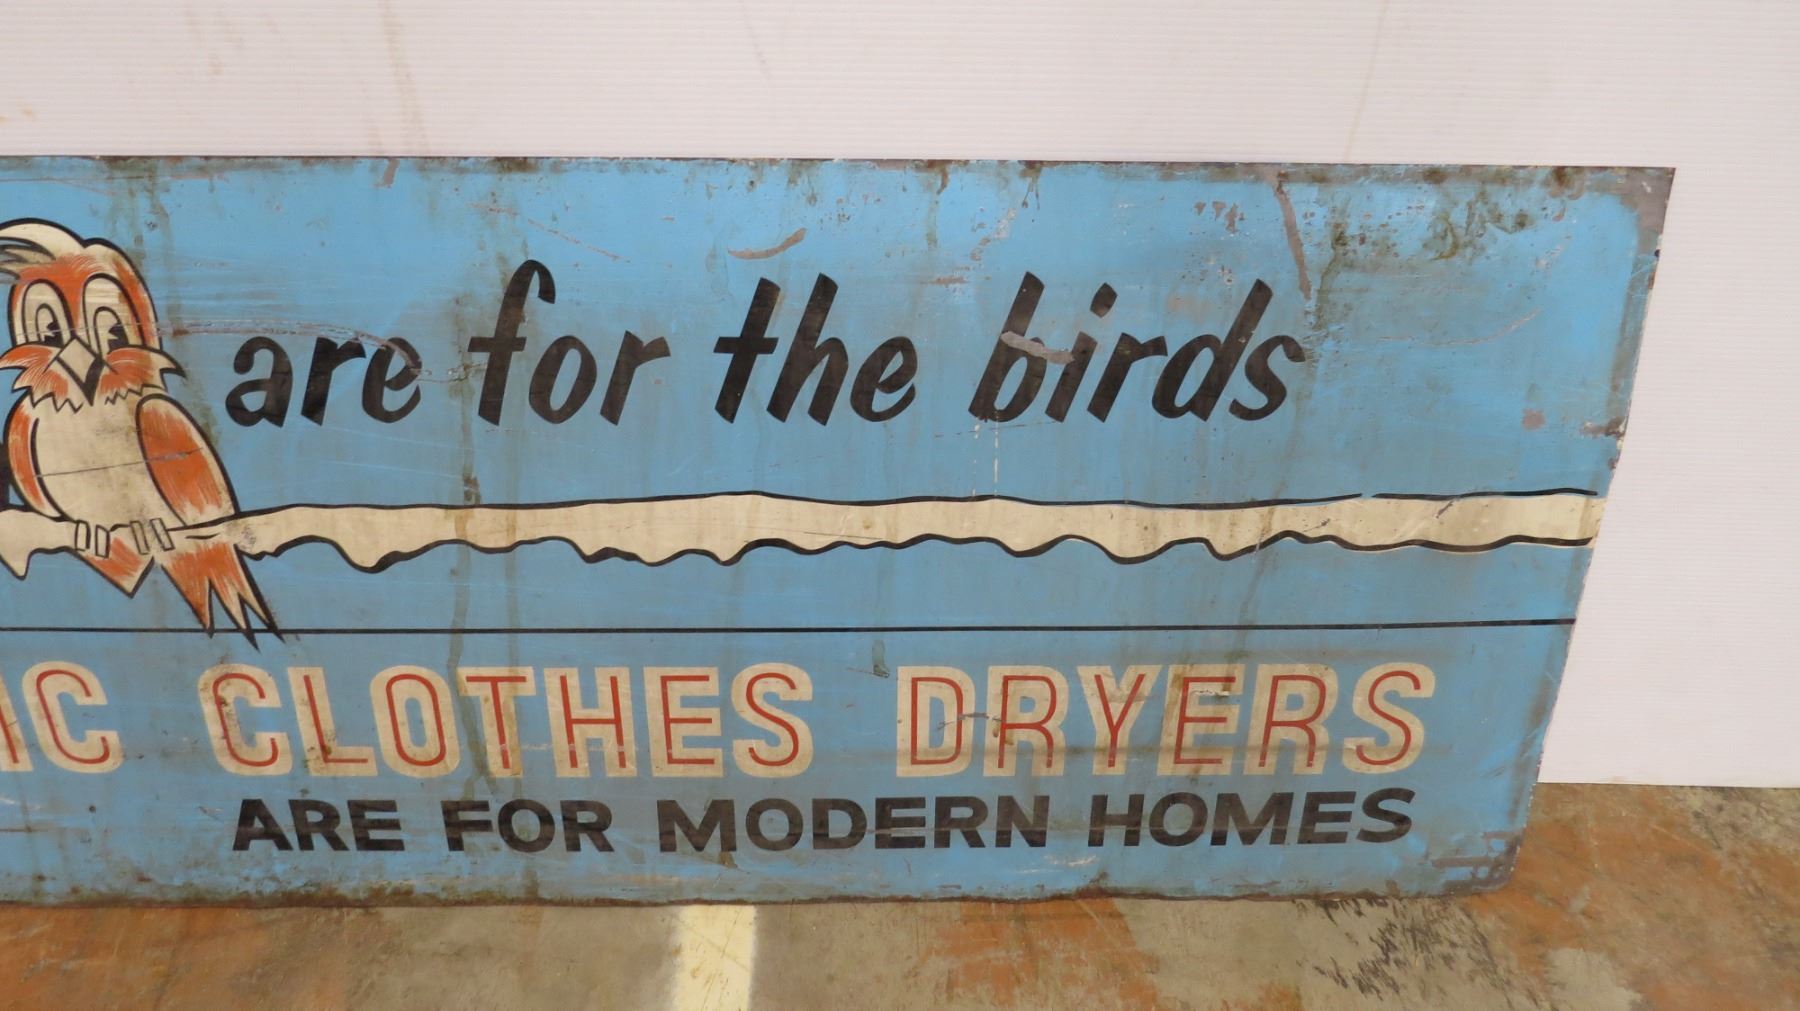 are for the birds
IC CLOTHES DRYERS
ARE FOR MODERN HOMES